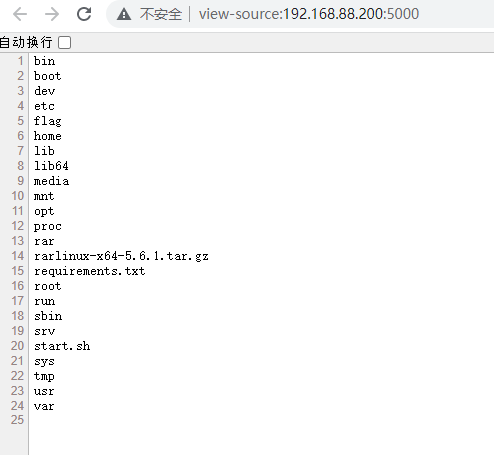 不安全 view-source:192.168.88.200:5000
自动换行
1 bin
2 boot
3 dev
4 etc
5 flag
6 home
7 lib
8 lib64
9 media
10 mnt
11 opt
12 proc
13 rar
14 rarlinux-x64-5.6.1.tar.gz
15 requirements.txt
16 root
17 run
18 sbin
19 srv
20 start.sh
21 sys
22 tmp
23 usr
24 var
25